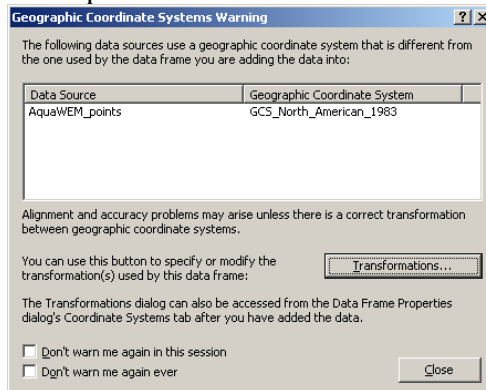 Geographic Coordinate Systems Warning
The following data sources use a geographic coordinate system that is different from
the one used by the data frame you are adding the data into:
Data Source Geographic Coordinate System
AquaWEM_points GCS_North_American_1983
Alignment and accuracy problems may arise unless there is a correct transformation
between geographic coordinate systems.
You can use this button to specify or modify the
transformation(s) used by this data frame:
Transformations...
The Transformations dialog can also be accessed from the Data Frame Properties
dialog's Coordinate Systems tab after you have added the data.
Don't warn me again in this session
Don't warn me again ever
Close